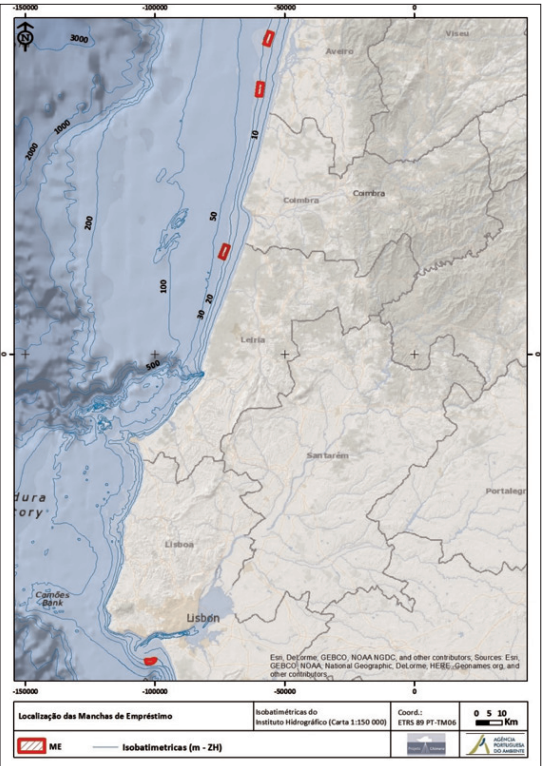 -150000 -100000 -50000 0
N
3000
Viseu
Aveiro
1000
2000
10
Coimbra
Coimbra
200
50
100
30
20
Leiria
0
0
500
Santarém
dura
ory
Portalegr
Lisboa
Camões
Bank
Lisbon
Esri, DeLorme, GEBCO, NOAA NGDC, and other contributors, Sources: Esri,
GEBCO, NOAA, National Geographic, DeLorme, HERE, Geonames.org, and
other contributors
-150000 -100000 -50000 0
Localização das Manchas de Empréstimo
Isobatimétricas do
Instituto Hidrográfico (Carta 1:150 000)
Coord.:
ETRS 89 PT-TM06
0 5 10
Km
ME
Isobatimetricas (m - ZH)
AGÊNCIA
PORTUGUESA
DO AMBIENTE